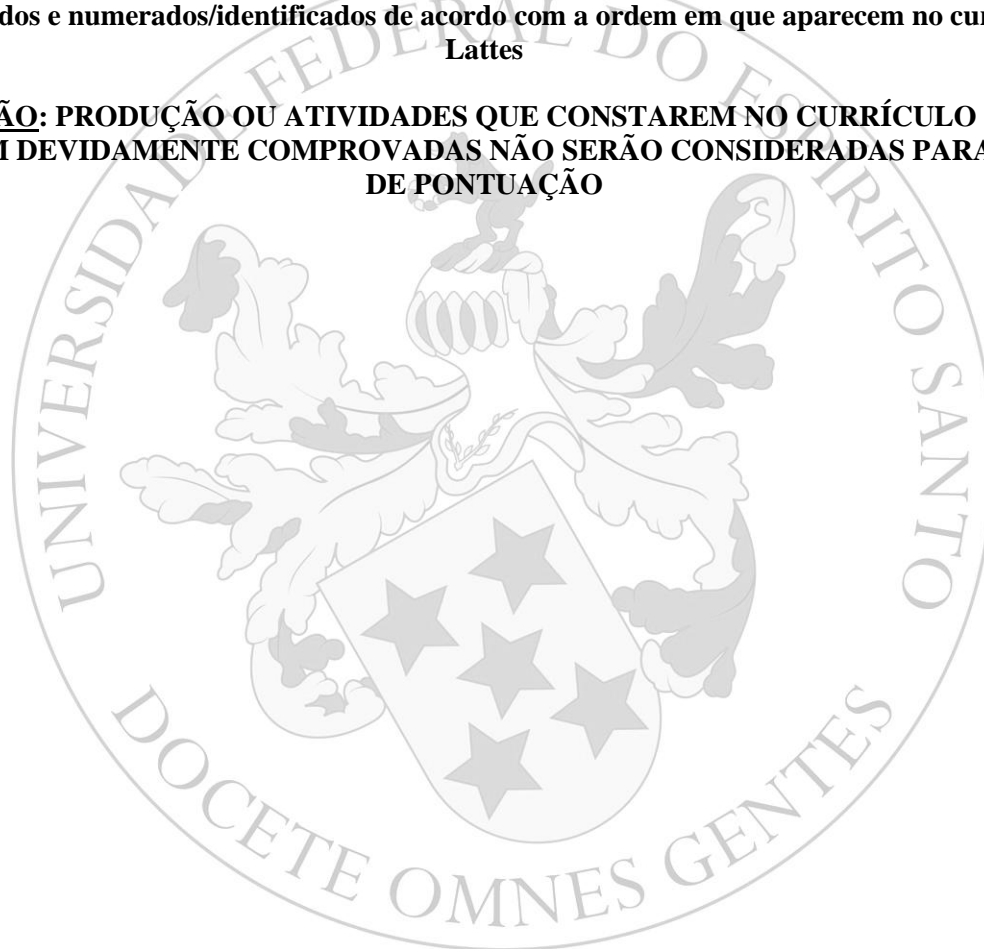 dos e numerados/identificados de acordo com a ordem em que aparecem no cur
Lattes
ÃO: PRODUÇÃO OU ATIVIDADES QUE CONSTAREM NO CURRÍCULO
M DEVIDAMENTE COMPROVADAS NÃO SERÃO CONSIDERADAS PARA
DE PONTUAÇÃO
UNIVERSIDADE FEDERAL DO ESPIRITO SANTO
DOCETE OMNES GENTES